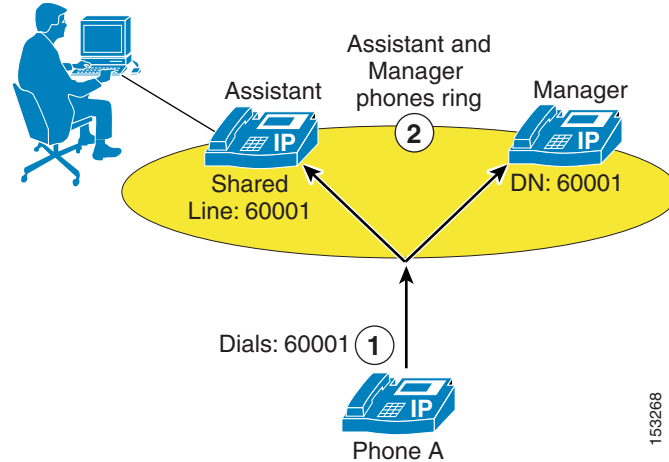 Assistant and
Manager
phones ring
2
Assistant
Manager
IP
IP
Shared
Line: 60001
DN: 60001
Dials: 60001
1
IP
Phone A
153268